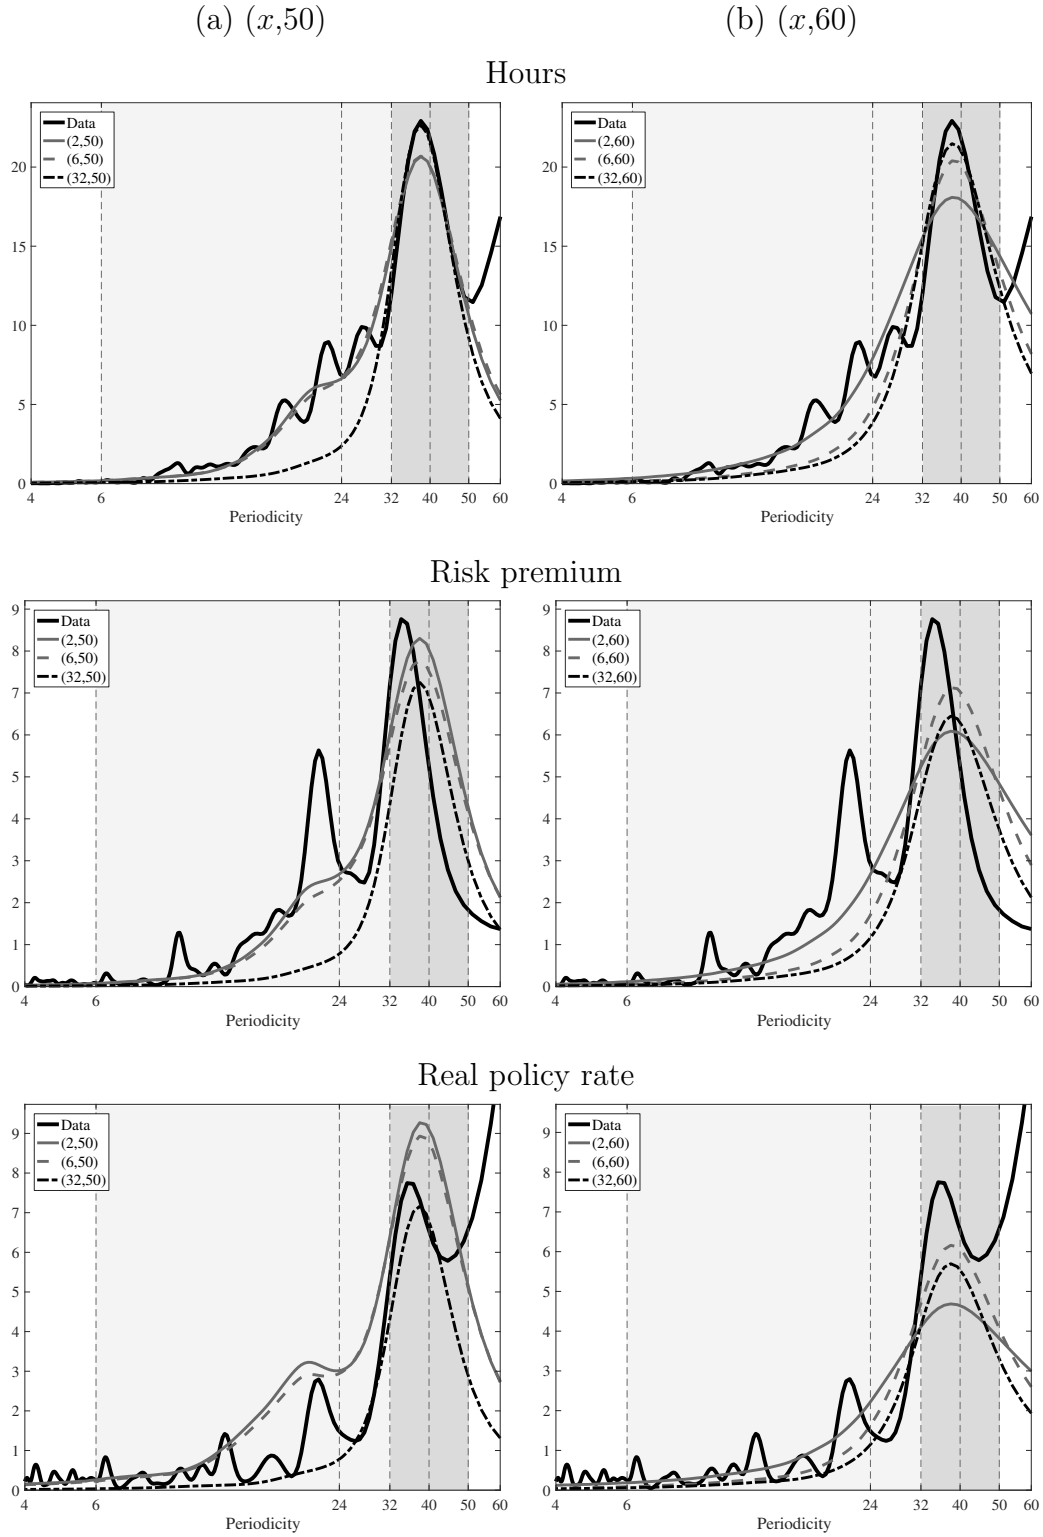 (a) (x,50)
(b) (x,60)
Hours
Data
(2,50)
(6,50)
(32,50)
20
15
10
5
0
4 6 24 32 40 50 60
Periodicity
Data
(2,60)
(6,60)
(32,60)
20
15
10
5
0
4 6 24 32 40 50 60
Periodicity
Risk premium
Data
(2,50)
(6,50)
(32,50)
9
8
7
6
5
4
3
2
1
0
4 6 24 32 40 50 60
Periodicity
Data
(2,60)
(6,60)
(32,60)
9
8
7
6
5
4
3
2
1
0
4 6 24 32 40 50 60
Periodicity
Real policy rate
Data
(2,50)
(6,50)
(32,50)
9
8
7
6
5
4
3
2
1
0
4 6 24 32 40 50 60
Periodicity
Data
(2,60)
(6,60)
(32,60)
9
8
7
6
5
4
3
2
1
0
4 6 24 32 40 50 60
Periodicity